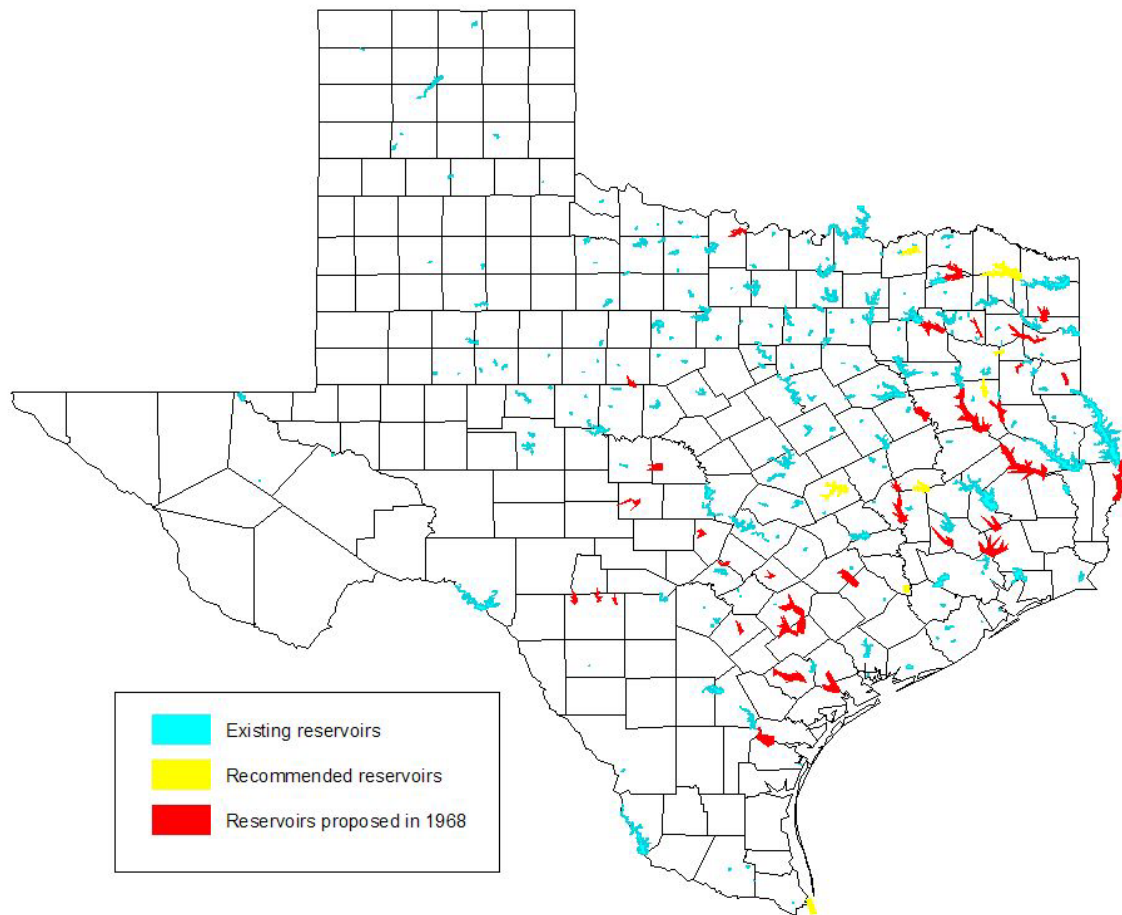 Existing reservoirs
Recommended reservoirs
Reservoirs proposed in 1968